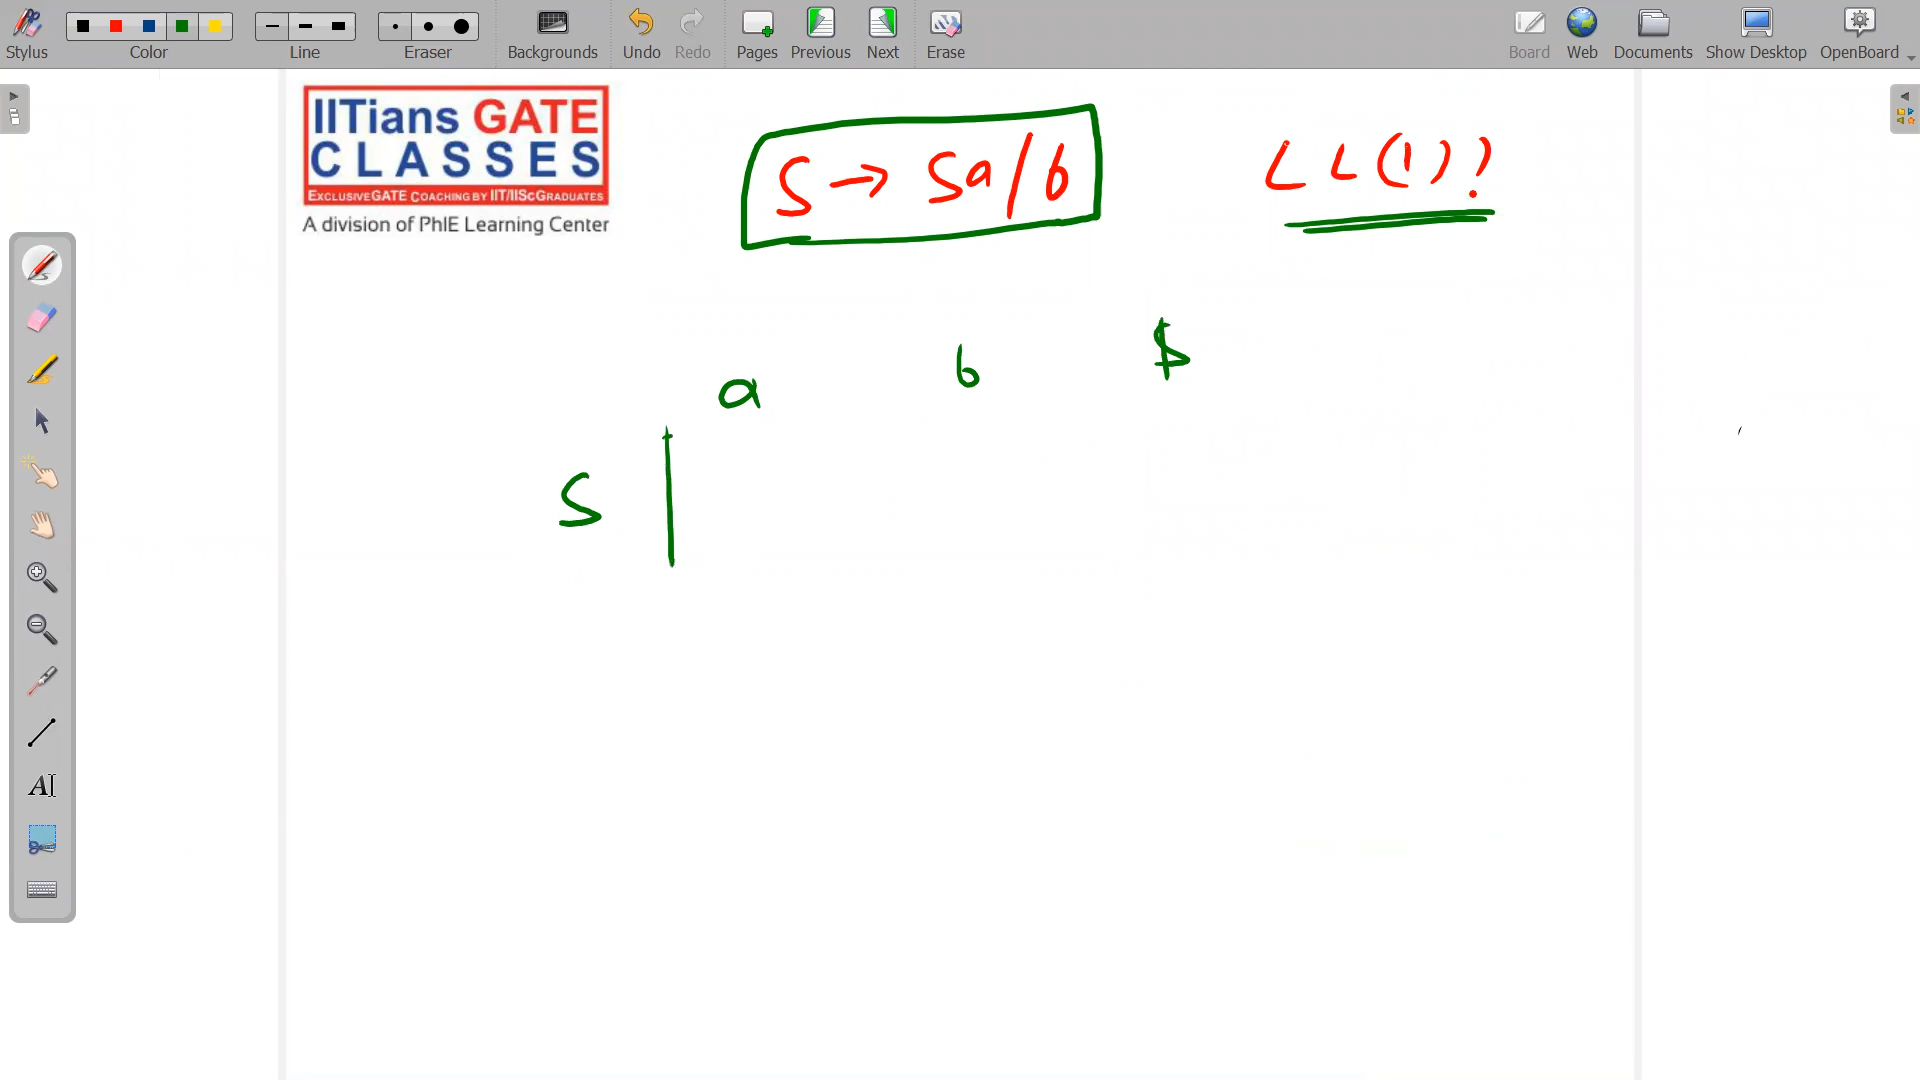 Stylus
Color
Line
Eraser
Backgrounds
Undo
Redo
Pages
Previous
Next
Erase
Board
Web
Documents
Show Desktop
OpenBoard
IITians GATE
CLASSES
EXCLUSIVE GATE COACHING BY IIT/IISc GRADUATES
A division of PhIE Learning Center
S → Sa/b
LL(1)?
a b $
S |